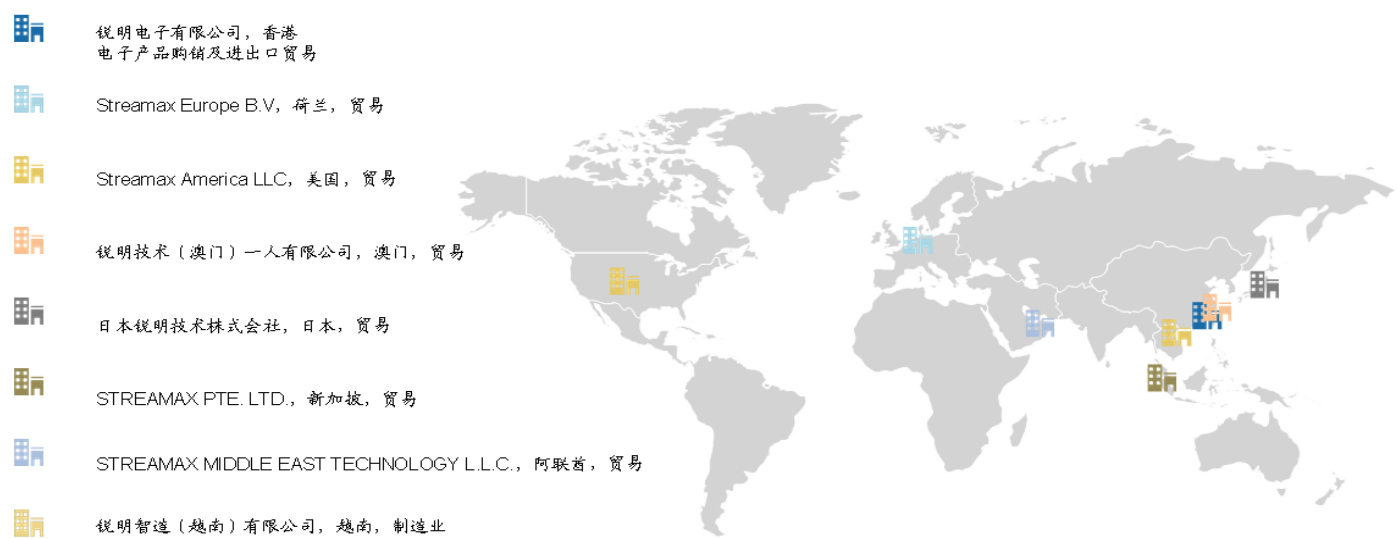 锐明电子有限公司，香港
电子产品购销及进出口贸易
Streamax Europe B.V，荷兰，贸易
Streamax America LLC，美国，贸易
锐明技术（澳门）一人有限公司，澳门，贸易
日本锐明技术株式会社，日本，贸易
STREAMAX PTE. LTD.，新加披，贸易
STREAMAX MIDDLE EAST TECHNOLOGY L.L.C.，阿联酋，贸易
锐明智造（越南）有限公司，越南，制造业